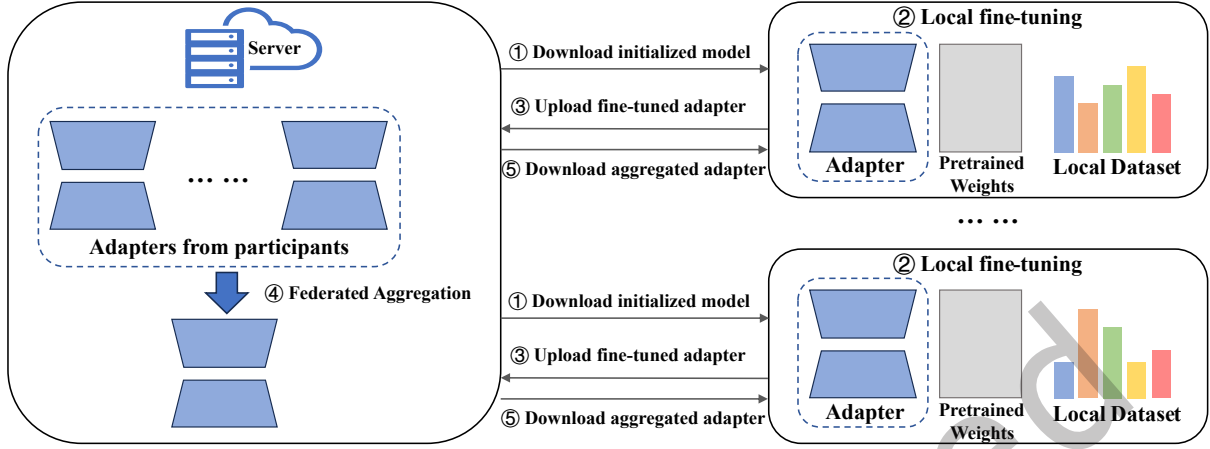 Server
… …
Adapters from participants
④ Federated Aggregation
① Download initialized model
③ Upload fine-tuned adapter
⑤ Download aggregated adapter
② Local fine-tuning
Adapter
Pretrained
Weights
Local Dataset
… …
① Download initialized model
③ Upload fine-tuned adapter
⑤ Download aggregated adapter
② Local fine-tuning
Adapter
Pretrained
Weights
Local Dataset